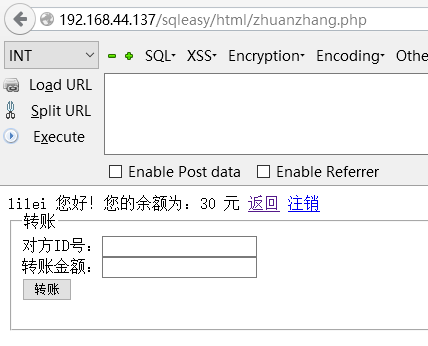 192.168.44.137/sqleasy/html/zhuanzhang.php
INT SQL XSS Encryption Encoding Othe
Load URL
Split URL
Execute
Enable Post data Enable Referrer
lilei 您好! 您的余额为: 30 元 返回 注销
转账
对方ID号:
转账金额:
转账